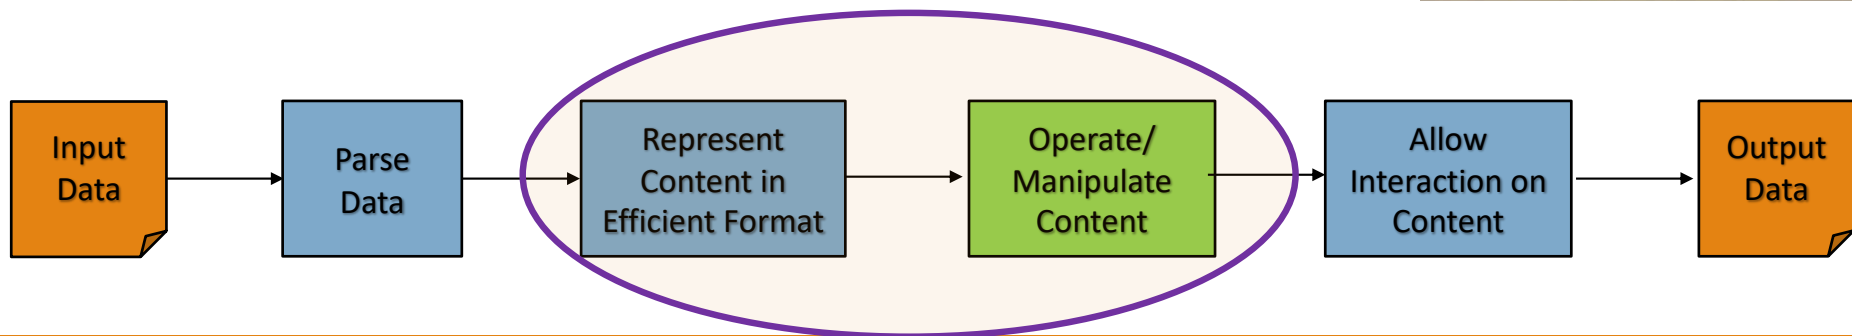 Input
Data
Parse
Data
Represent
Content in
Efficient Format
Operate/
Manipulate
Content
Allow
Interaction on
Content
Output
Data